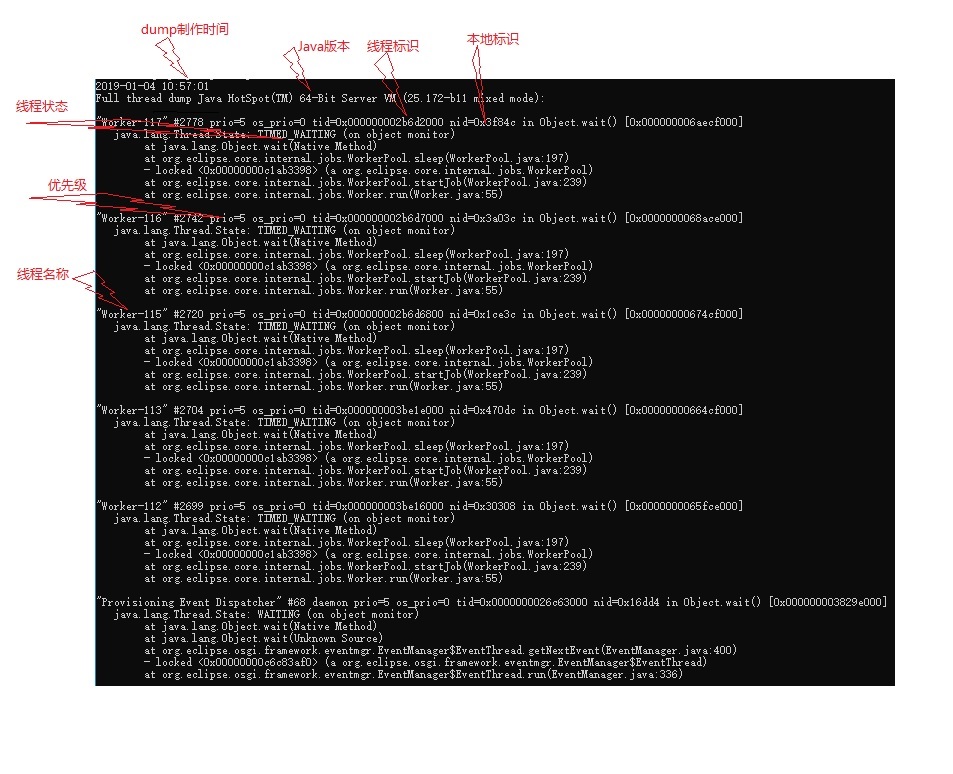 dump制作时间
Java版本
线程标识
本地标识
线程状态
优先级
线程名称
2019-01-04 10:57:01
Full thread dump Java HotSpot(TM) 64-Bit Server VM (25.172-b11 mixed mode):
"Worker-117" #2778 prio=5 os_prio=0 tid=0x000000002b6d2000 nid=0x3f84c in Object.wait() [0x000000006aecf000]
java.lang.Thread.State: TIMED_WAITING (on object monitor)
at java.lang.Object.wait(Native Method)
at org.eclipse.core.internal.jobs.WorkerPool.sleep(WorkerPool.java:197)
- locked <0x00000000c1ab3398> (a org.eclipse.core.internal.jobs.WorkerPool)
at org.eclipse.core.internal.jobs.WorkerPool.startJob(WorkerPool.java:239)
at org.eclipse.core.internal.jobs.Worker.run(Worker.java:55)
"Worker-116" #2742 prio=5 os_prio=0 tid=0x000000002b6d7000 nid=0x3a03c in Object.wait() [0x0000000068ace000]
java.lang.Thread.State: TIMED_WAITING (on object monitor)
at java.lang.Object.wait(Native Method)
at org.eclipse.core.internal.jobs.WorkerPool.sleep(WorkerPool.java:197)
- locked <0x00000000c1ab3398> (a org.eclipse.core.internal.jobs.WorkerPool)
at org.eclipse.core.internal.jobs.WorkerPool.startJob(WorkerPool.java:239)
at org.eclipse.core.internal.jobs.Worker.run(Worker.java:55)
"Worker-115" #2720 prio=5 os_prio=0 tid=0x000000002b6d6800 nid=0x1ce3c in Object.wait() [0x00000000674cf000]
java.lang.Thread.State: TIMED_WAITING (on object monitor)
at java.lang.Object.wait(Native Method)
at org.eclipse.core.internal.jobs.WorkerPool.sleep(WorkerPool.java:197)
- locked <0x00000000c1ab3398> (a org.eclipse.core.internal.jobs.WorkerPool)
at org.eclipse.core.internal.jobs.WorkerPool.startJob(WorkerPool.java:239)
at org.eclipse.core.internal.jobs.Worker.run(Worker.java:55)
"Worker-113" #2704 prio=5 os_prio=0 tid=0x000000003be1e000 nid=0x470dc in Object.wait() [0x00000000664cf000]
java.lang.Thread.State: TIMED_WAITING (on object monitor)
at java.lang.Object.wait(Native Method)
at org.eclipse.core.internal.jobs.WorkerPool.sleep(WorkerPool.java:197)
- locked <0x00000000c1ab3398> (a org.eclipse.core.internal.jobs.WorkerPool)
at org.eclipse.core.internal.jobs.WorkerPool.startJob(WorkerPool.java:239)
at org.eclipse.core.internal.jobs.Worker.run(Worker.java:55)
"Worker-112" #2699 prio=5 os_prio=0 tid=0x000000003be16000 nid=0x30308 in Object.wait() [0x0000000065fce000]
java.lang.Thread.State: TIMED_WAITING (on object monitor)
at java.lang.Object.wait(Native Method)
at org.eclipse.core.internal.jobs.WorkerPool.sleep(WorkerPool.java:197)
- locked <0x00000000c1ab3398> (a org.eclipse.core.internal.jobs.WorkerPool)
at org.eclipse.core.internal.jobs.WorkerPool.startJob(WorkerPool.java:239)
at org.eclipse.core.internal.jobs.Worker.run(Worker.java:55)
"Provisioning Event Dispatcher" #68 daemon prio=5 os_prio=0 tid=0x0000000026c63000 nid=0x16dd4 in Object.wait() [0x000000003829e000]
java.lang.Thread.State: WAITING (on object monitor)
at java.lang.Object.wait(Native Method)
at java.lang.Object.wait(Unknown Source)
at org.eclipse.osgi.framework.eventmgr.EventManager$EventThread.getNextEvent(EventManager.java:400)
- locked <0x00000000c6c83af0> (a org.eclipse.osgi.framework.eventmgr.EventManager$EventThread)
at org.eclipse.osgi.framework.eventmgr.EventManager$EventThread.run(EventManager.java:336)